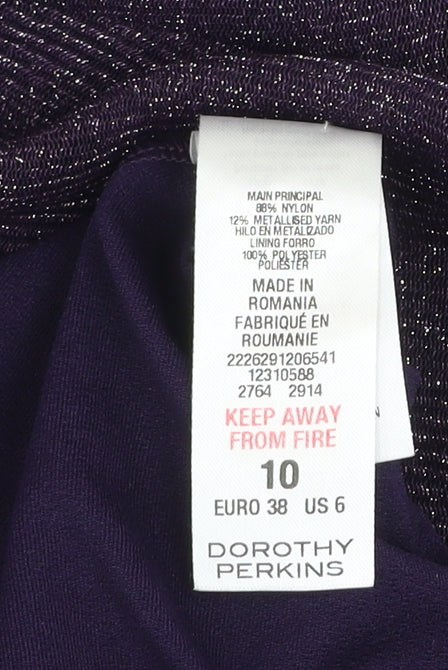 MAIN PRINCIPAL
88% NYLON
12% METALLISED YARN
HILO EN METALIZADO
LINING FORRO
100% POLYESTER
POLIESTER
MADE IN
ROMANIA
FABRIQUÉ EN
ROUMANIE
2226291206541
12310588
2764 2914
KEEP AWAY
FROM FIRE
10
EURO 38 US 6
DOROTHY
PERKINS